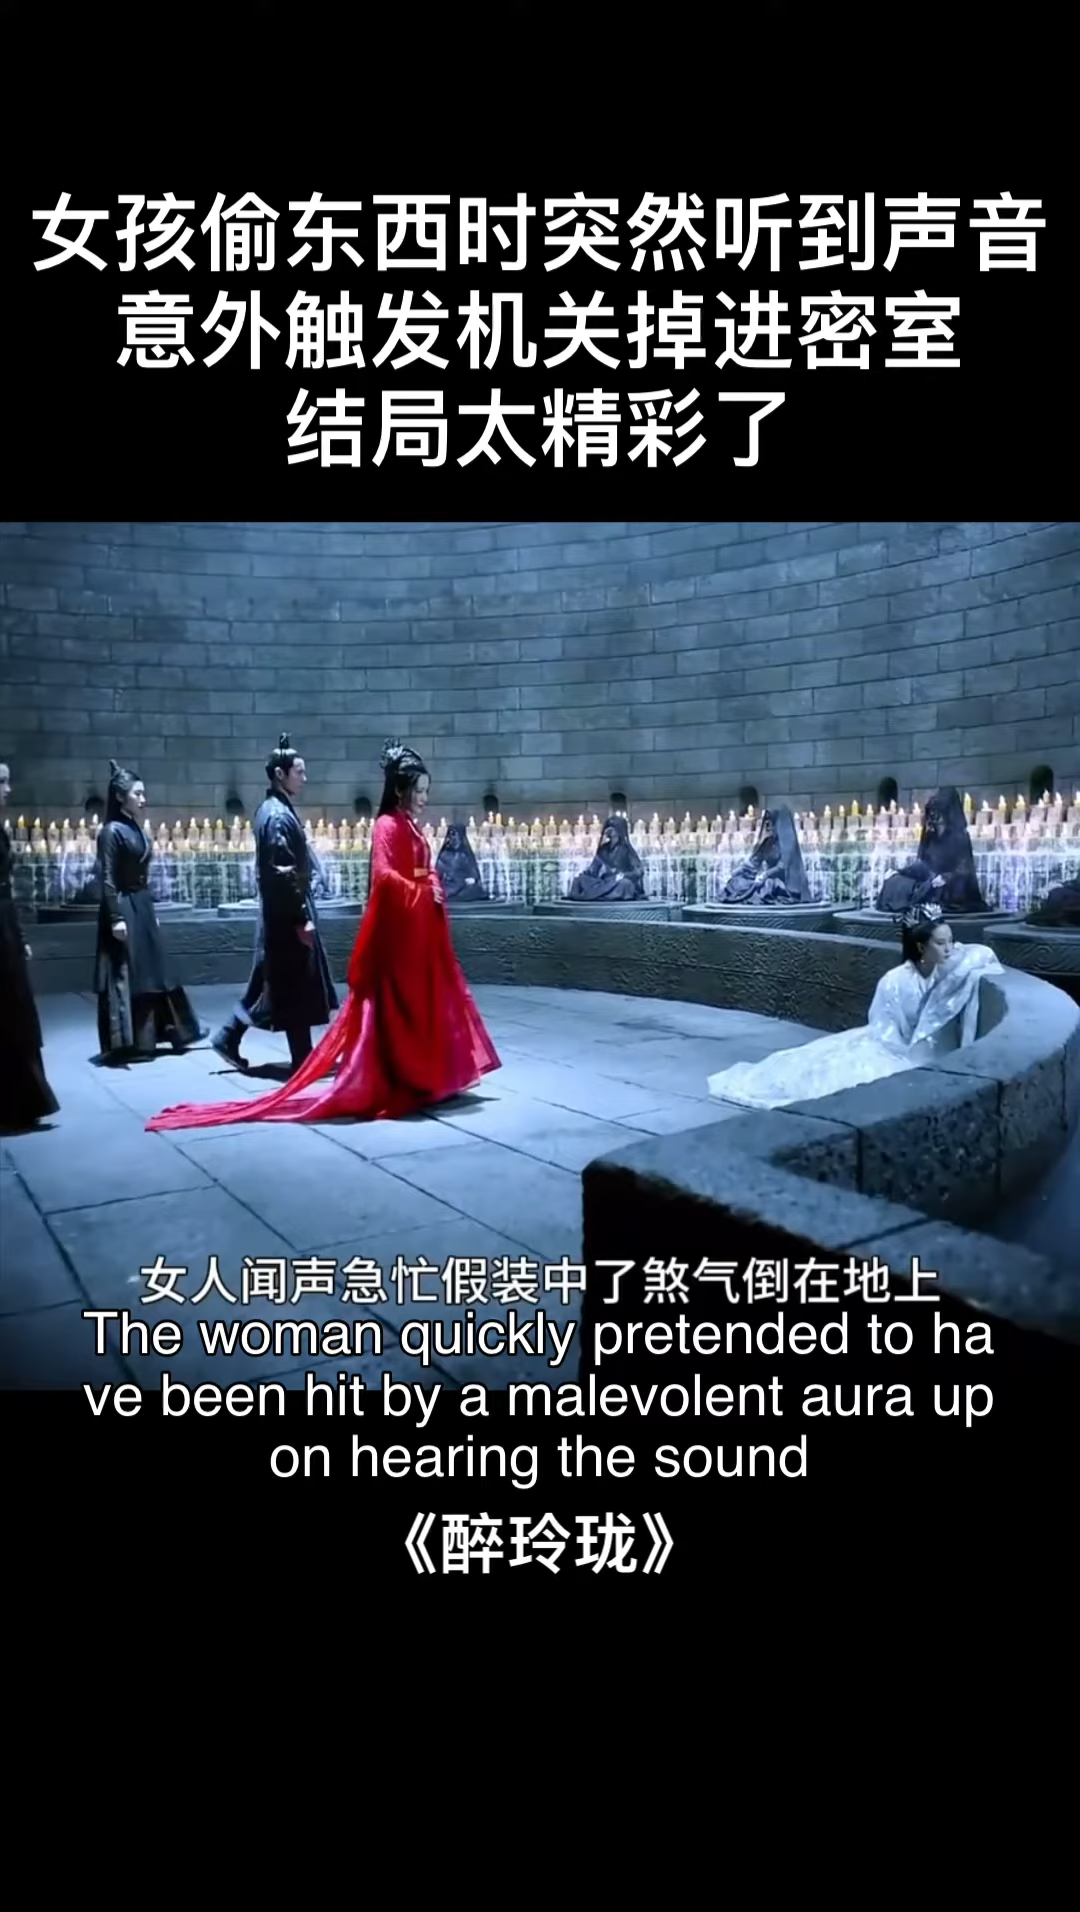 女孩偷东西时突然听到声音
意外触发机关掉进密室
结局太精彩了
女人闻声急忙假装中了煞气倒在地上
The woman quickly pretended to ha
ve been hit by a malevolent aura up
on hearing the sound
《醉玲珑》